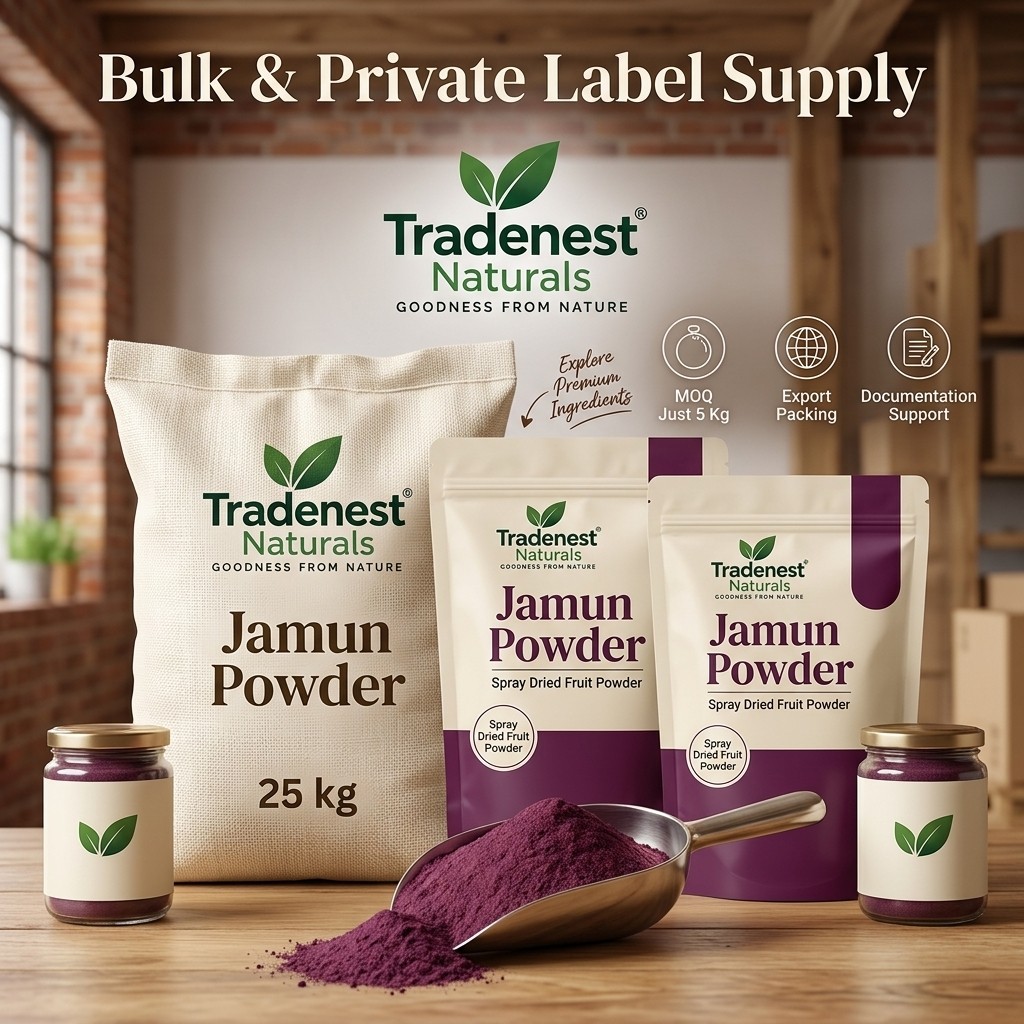 Bulk & Private Label Supply
Tradenest®
Naturals
GOODNESS FROM NATURE
Explore
Premium
Ingredients
MOQ
Just 5 Kg
Export
Packing
Documentation
Support
Tradenest®
Naturals
GOODNESS FROM NATURE
Jamun
Powder
25 kg
Tradenest®
Naturals
GOODNESS FROM NATURE
Jamun
Powder
Spray Dried Fruit Powder
Spray
Dried Fruit
Powder
Tradenest®
Naturals
GOODNESS FROM NATURE
Jamun
Powder
Spray Dried Fruit Powder
Spray
Dried Fruit
Powder